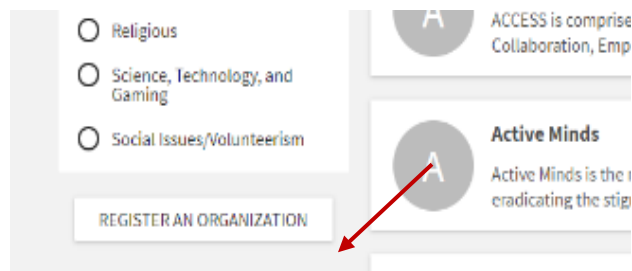 Religious
Science, Technology, and
Gaming
Social Issues/Volunteerism
REGISTER AN ORGANIZATION
A
ACCESS is comprise
Collaboration, Emp
A
Active Minds
Active Minds is the
eradicating the stig